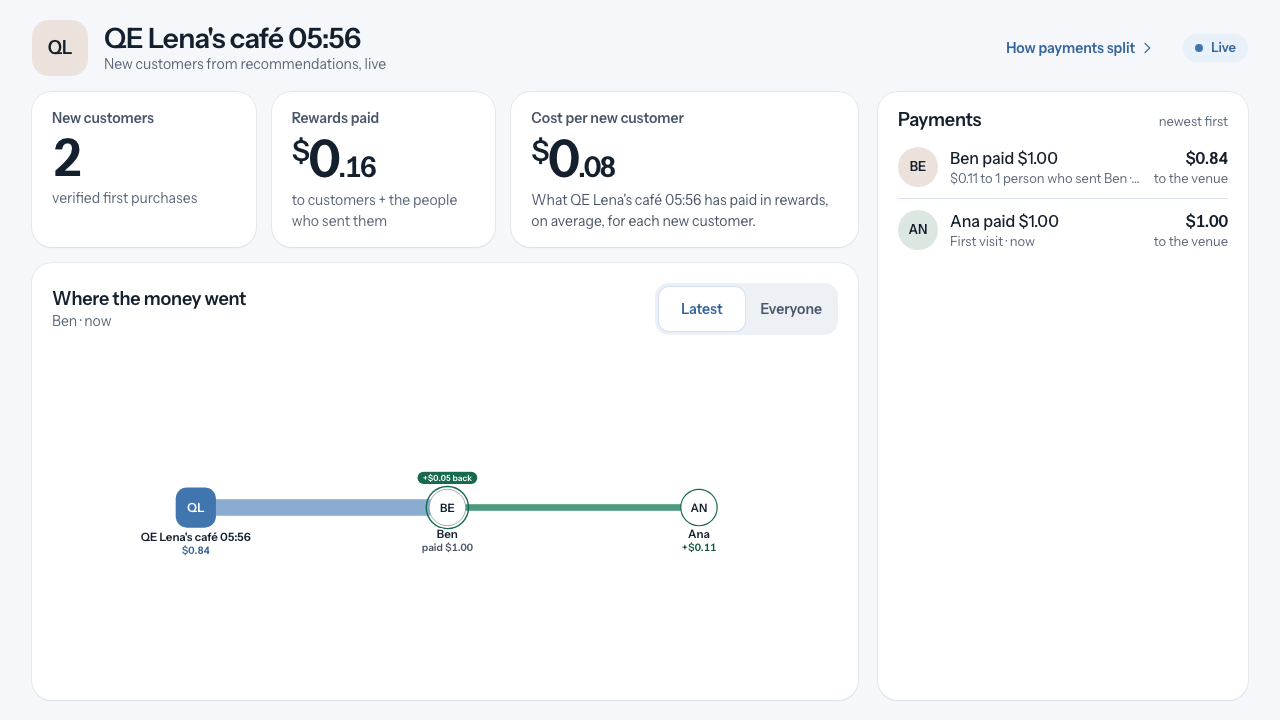 QL
QE Lena's café 05:56
New customers from recommendations, live
How payments split
Live
New customers
2
verified first purchases
Rewards paid
$0.16
to customers + the people
who sent them
Cost per new customer
$0.08
What QE Lena's café 05:56 has paid in rewards,
on average, for each new customer.
Where the money went
Ben · now
Latest
Everyone
+$0.05 back
QL
BE
AN
QE Lena's café 05:56
$0.84
Ben
paid $1.00
Ana
+$0.11
Payments
newest first
BE
Ben paid $1.00
$0.84
$0.11 to 1 person who sent Ben ·…
to the venue
AN
Ana paid $1.00
$1.00
First visit · now
to the venue